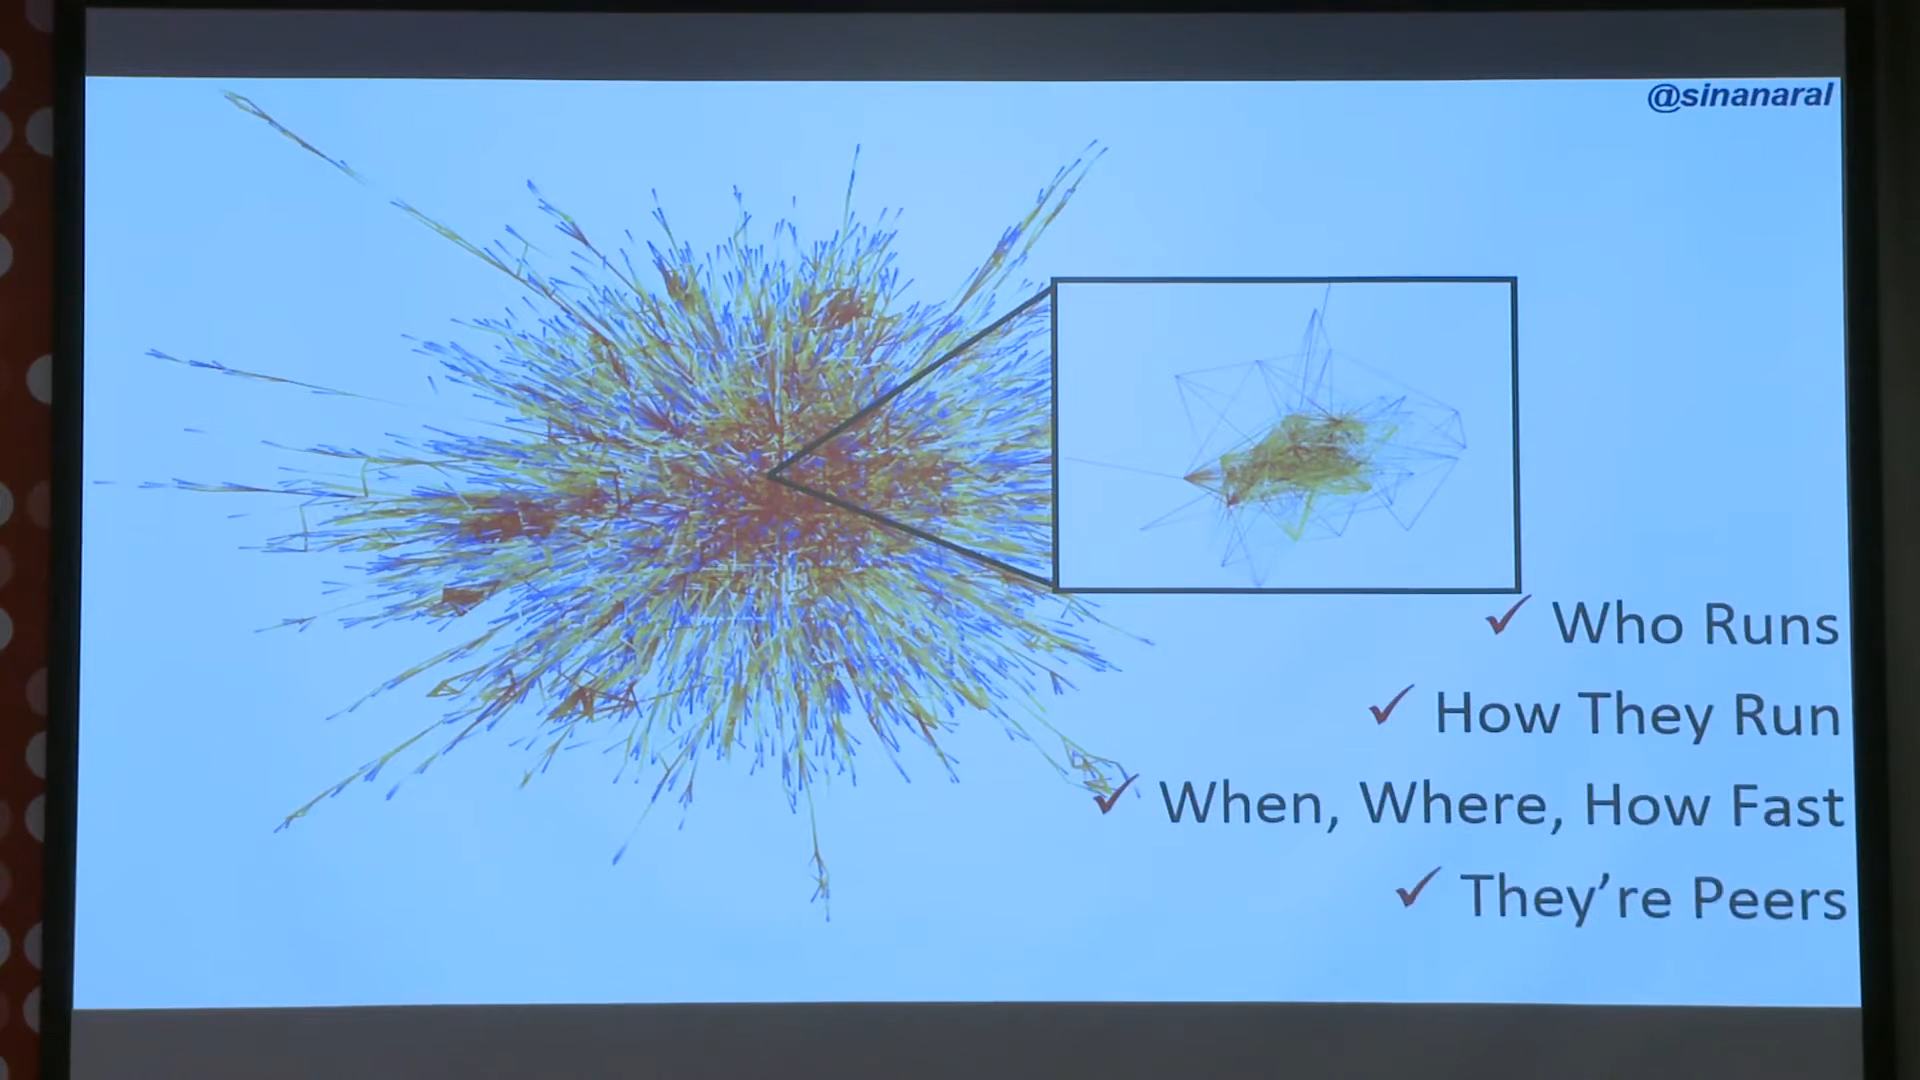 @sinanaral
✓ Who Runs
✓ How They Run
✓ When, Where, How Fast
✓ They’re Peers